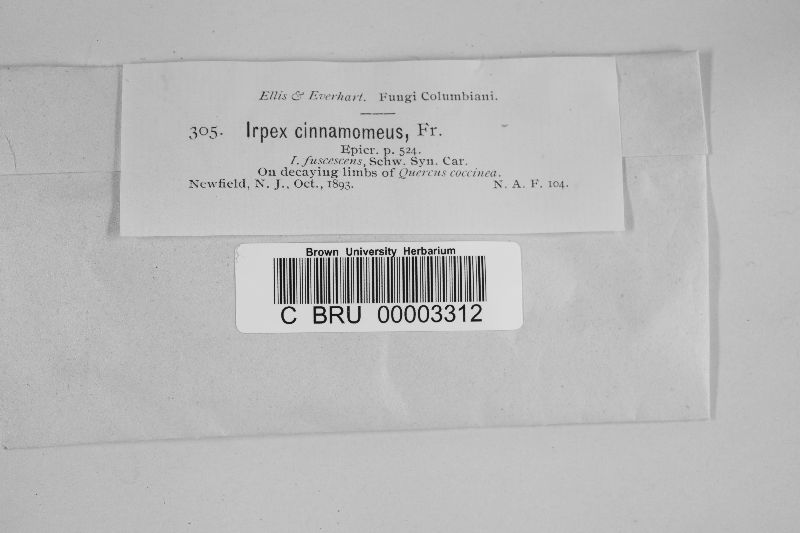 Ellis & Everhart. Fungi Columbiani.
305. Irpex cinnamomeus, Fr.
Epicr. p. 524.
I. fuscescens, Schw. Syn. Car.
On decaying limbs of Quercus coccinea.
Newfield, N. J., Oct., 1893. N. A. F. 104.
Brown University Herbarium
C BRU 00003312